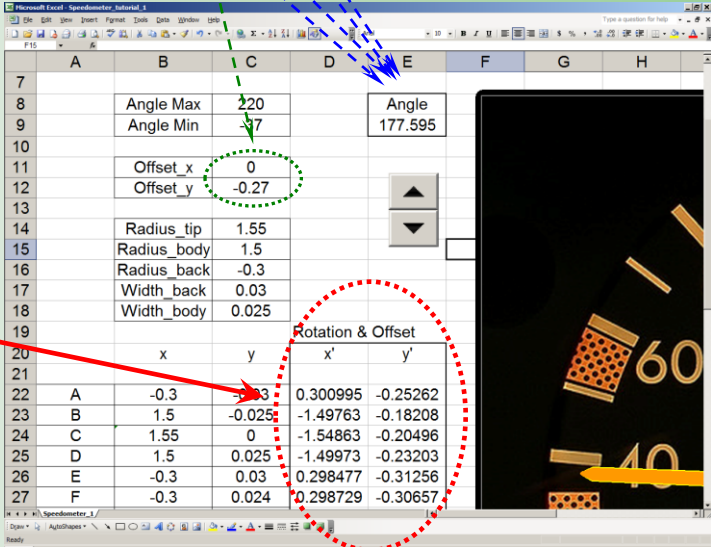 Microsoft Excel - Speedometer_tutorial_1
File Edit View Insert Format Tools Data Window Help
Type a question for help
10 B I U
F15 fx
A B C D E F G H
7
8 Angle Max 220 Angle
9 Angle Min 177.595
10
11 Offset_x 0
12 Offset_y -0.27
13
14 Radius_tip 1.55
15 Radius_body 1.5
16 Radius_back -0.3
17 Width_back 0.03
18 Width_body 0.025
19 Rotation & Offset
20 x y x' y'
21
22 A -0.3 -0.03 0.300995 -0.25262
23 B 1.5 -0.025 -1.49763 -0.18208
24 C 1.55 0 -1.54863 -0.20496
25 D 1.5 0.025 -1.49973 -0.23203
26 E -0.3 0.03 0.298477 -0.31256
27 F -0.3 0.024 0.298729 -0.30657
60
40
Speedometer_1
Draw AutoShapes
Ready